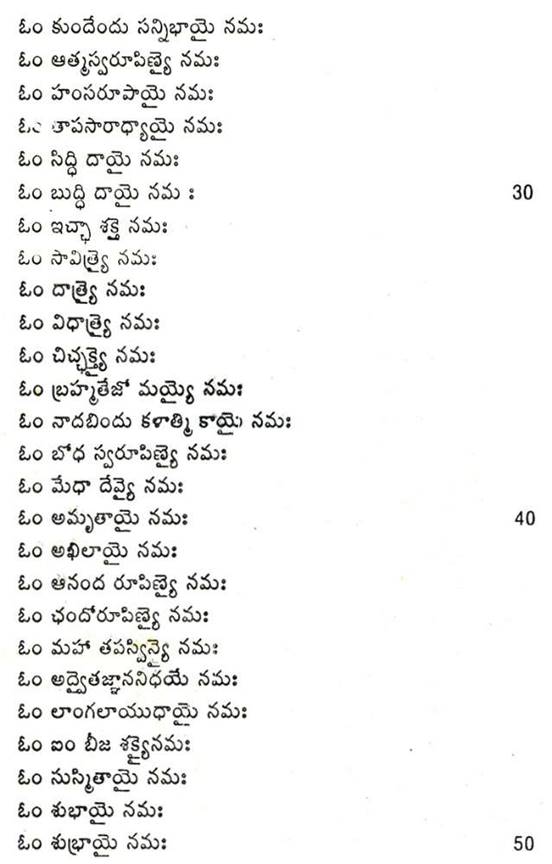 ఓం కుందేందు సన్నిభాయై నమః
ఓం ఆత్మస్వరూపిణ్యై నమః
ఓం హంసరూపాయై నమః
ఓం తాపసారాధ్యాయై నమః
ఓం సిద్ధి దాయై నమః
ఓం బుద్ధి దాయై నమ : 30
ఓం ఇచ్ఛా శక్తై నమః
ఓం సావిత్ర్యై నమః
ఓం దాత్ర్యై నమః
ఓం విధాత్ర్యై నమః
ఓం చిచ్ఛక్త్యై నమః
ఓం బ్రహ్మతేజో మయ్యై నమః
ఓం నాదబిందు కళాత్మి కాయై నమః
ఓం బోధ స్వరూపిణ్యై నమః
ఓం మేధా దేవ్యై నమః
ఓం అమృతాయై నమః 40
ఓం అఖిలాయై నమః
ఓం ఆనంద రూపిణ్యై నమః
ఓం ఛందోరూపిణ్యై నమః
ఓం మహా తపస్విన్యై నమః
ఓం అద్వైతజ్ఞాననిధయే నమః
ఓం లాంగలాయుధాయై నమః
ఓం ఐం బీజ శక్త్యైనమః
ఓం సుస్మితాయై నమః
ఓం శుభాయై నమః
ఓం శుభ్రాయై నమః 50